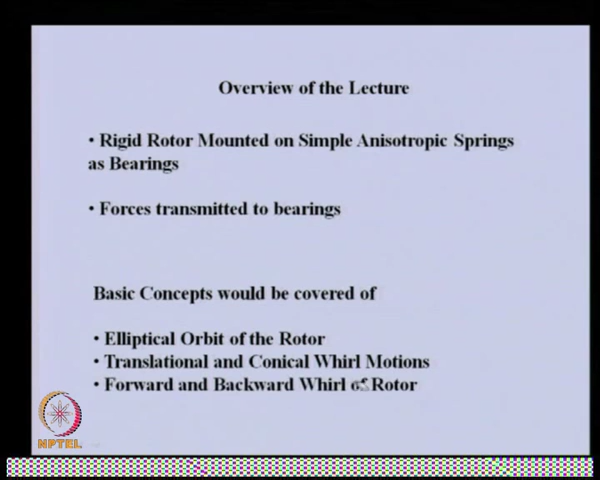 Overview of the Lecture
• Rigid Rotor Mounted on Simple Anisotropic Springs
as Bearings
• Forces transmitted to bearings
Basic Concepts would be covered of
• Elliptical Orbit of the Rotor
• Translational and Conical Whirl Motions
• Forward and Backward Whirl of Rotor
NPTEL